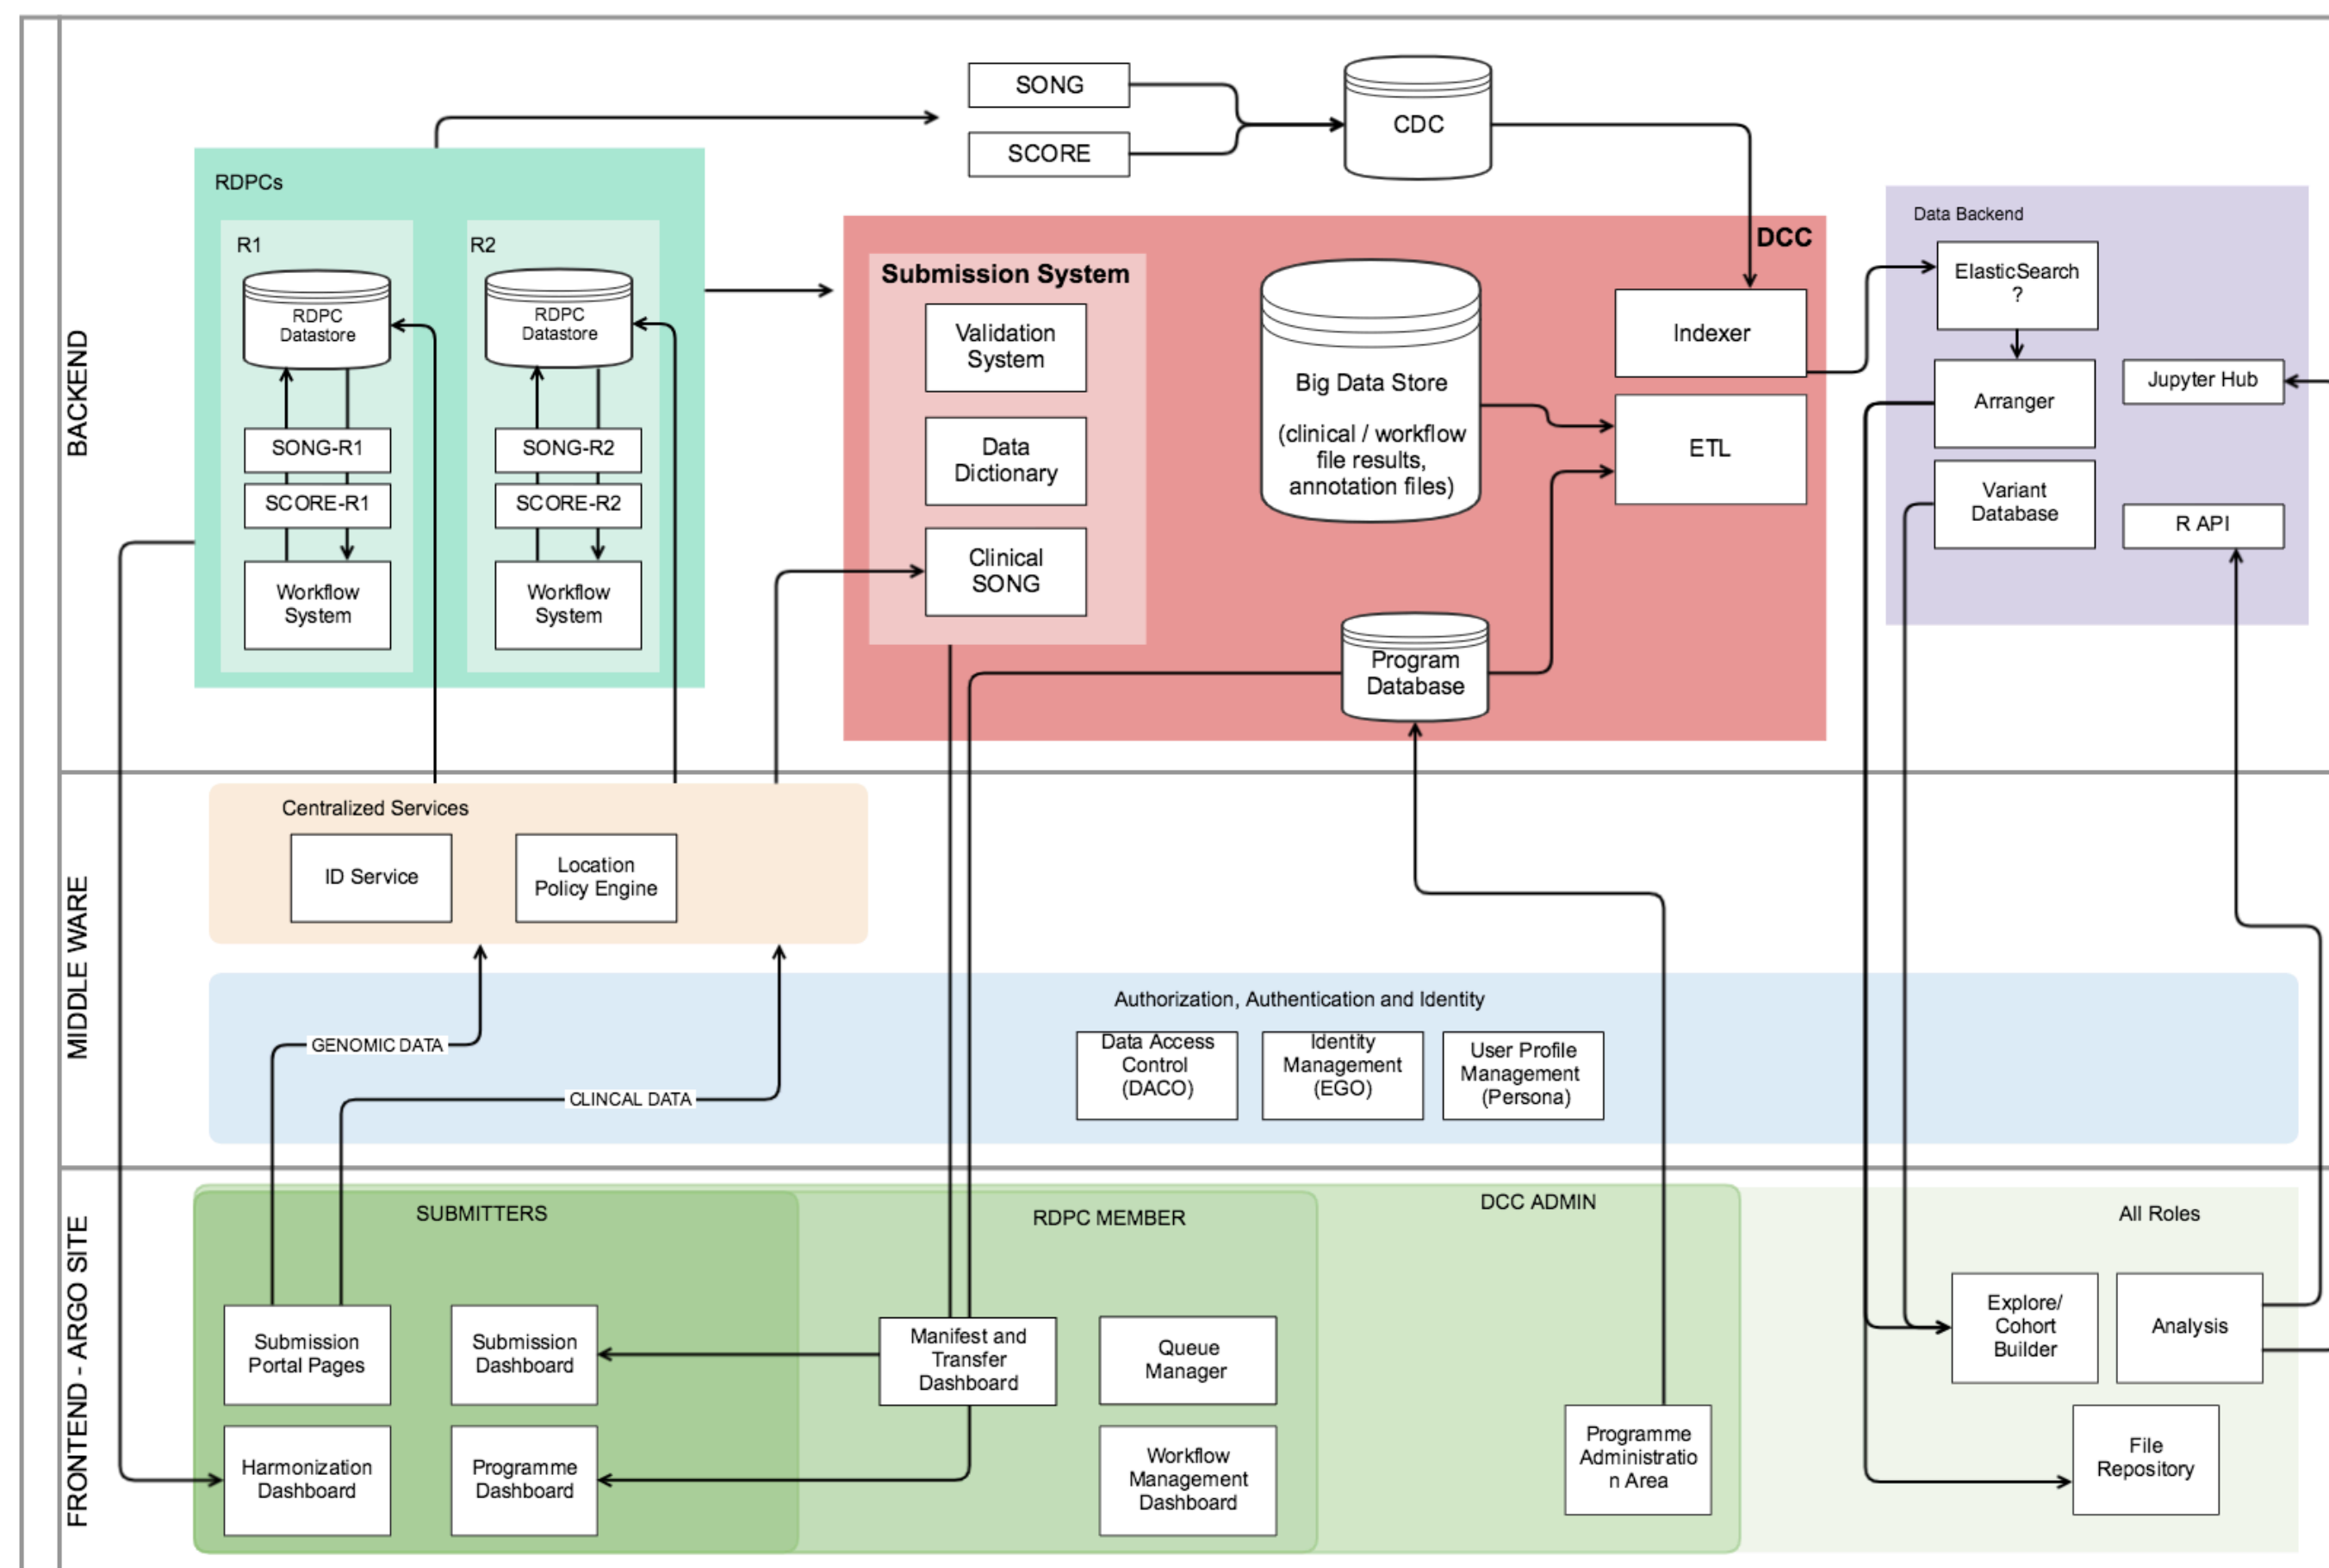 BACKEND
SONG
SCORE
CDC
RDPCs
R1
RDPC
Datastore
SONG-R1
SCORE-R1
Workflow
System
R2
RDPC
Datastore
SONG-R2
SCORE-R2
Workflow
System
DCC
Submission System
Validation
System
Data
Dictionary
Clinical
SONG
Big Data Store
(clinical / workflow
file results,
annotation files)
Program
Database
Indexer
ETL
Data Backend
ElasticSearch
?
Arranger
Variant
Database
Jupyter Hub
R API
MIDDLE WARE
Centralized Services
ID Service
Location
Policy Engine
GENOMIC DATA
CLINCAL DATA
Authorization, Authentication and Identity
Data Access
Control
(DACO)
Identity
Management
(EGO)
User Profile
Management
(Persona)
FRONTEND - ARGO SITE
SUBMITTERS
Submission
Portal Pages
Submission
Dashboard
Harmonization
Dashboard
Programme
Dashboard
RDPC MEMBER
Manifest and
Transfer
Dashboard
Queue
Manager
Workflow
Management
Dashboard
DCC ADMIN
Programme
Administratio
n Area
All Roles
Explore/
Cohort
Builder
Analysis
File
Repository